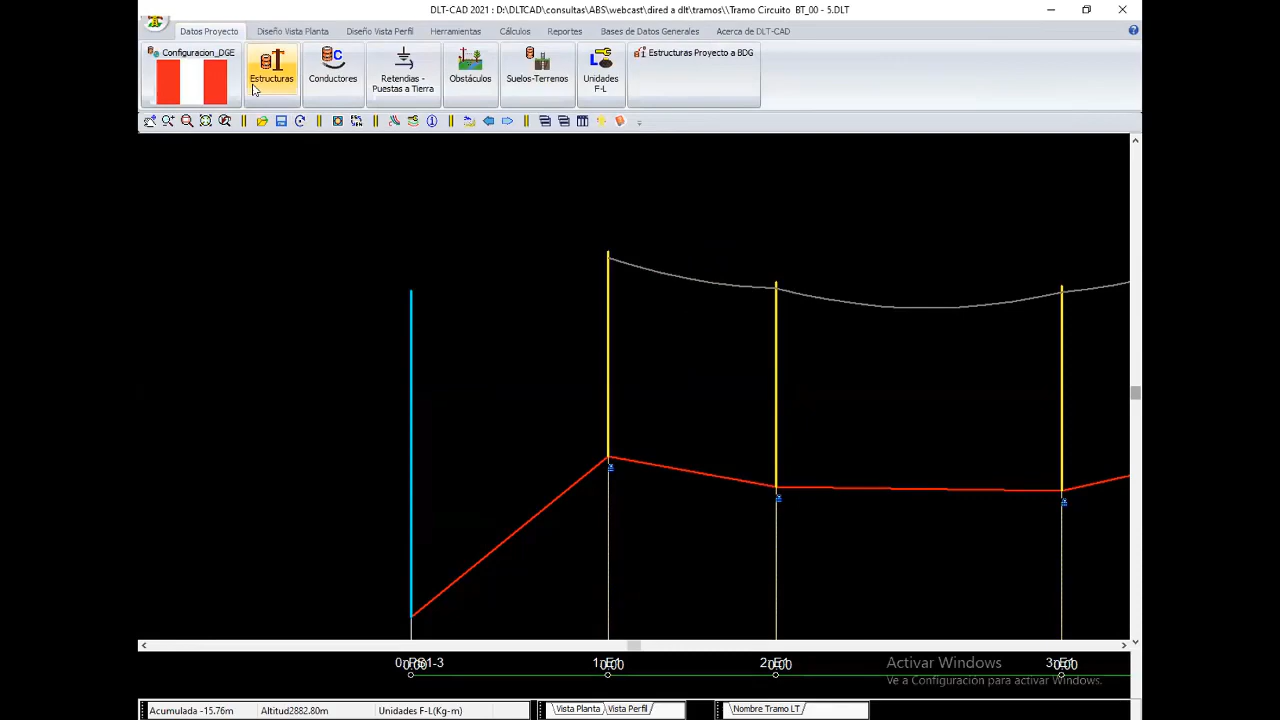 DLT-CAD 2021 : D:\DLTCAD\consultas\ABS\webcast\dired a dlt\tramos\\Tramo Circuito BT_00 - 5.DLT
Datos Proyecto Diseño Vista Planta Diseño Vista Perfil Herramientas Cálculos Reportes Bases de Datos Generales Acerca de DLT-CAD
Configuracion_DGE
Estructuras
Conductores
Retendias -
Puestas a Tierra
Obstáculos
Suelos-Terrenos
Unidades
F-L
Estructuras Proyecto a BDG
Activar Windows
Ve a Configuración para activar Windows.
Acumulada -15.76m Altitud2882.80m Unidades F-L(Kg-m) Vista Planta Vista Perfil Nombre Tramo LT